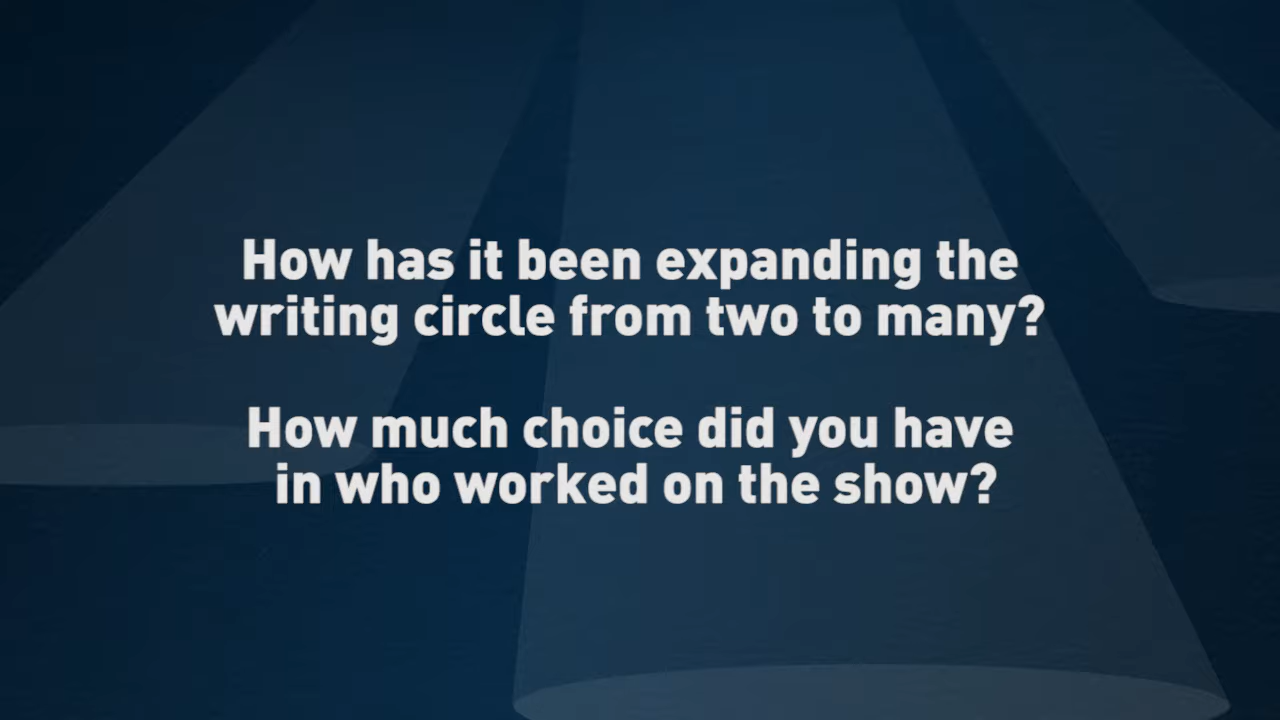 How has it been expanding the
writing circle from two to many?
How much choice did you have
in who worked on the show?